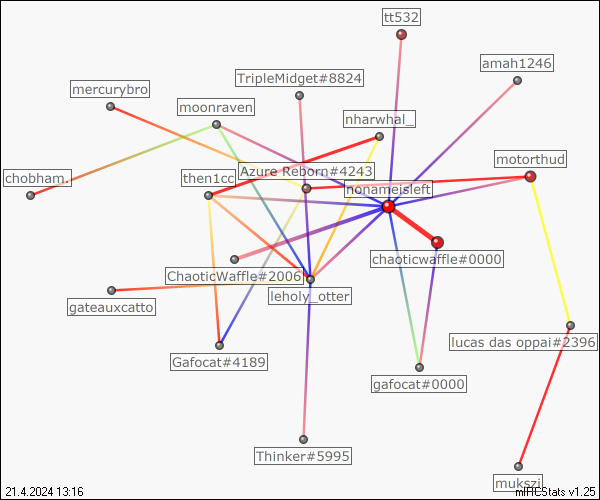 tt532
amah1246
TripleMidget#8824
mercurybro
moonraven
nharwhal_
motorthud
Azure Reborn#4243
chobham.
then1cc
nonameisleft
chaoticwaffle#0000
ChaoticWaffle#2006
leholy_otter
gateauxcatto
lucas das oppai#2396
Gafocat#4189
gafocat#0000
Thinker#5995
mukszi
21.4.2024 13:16
mIRCStats v1.25